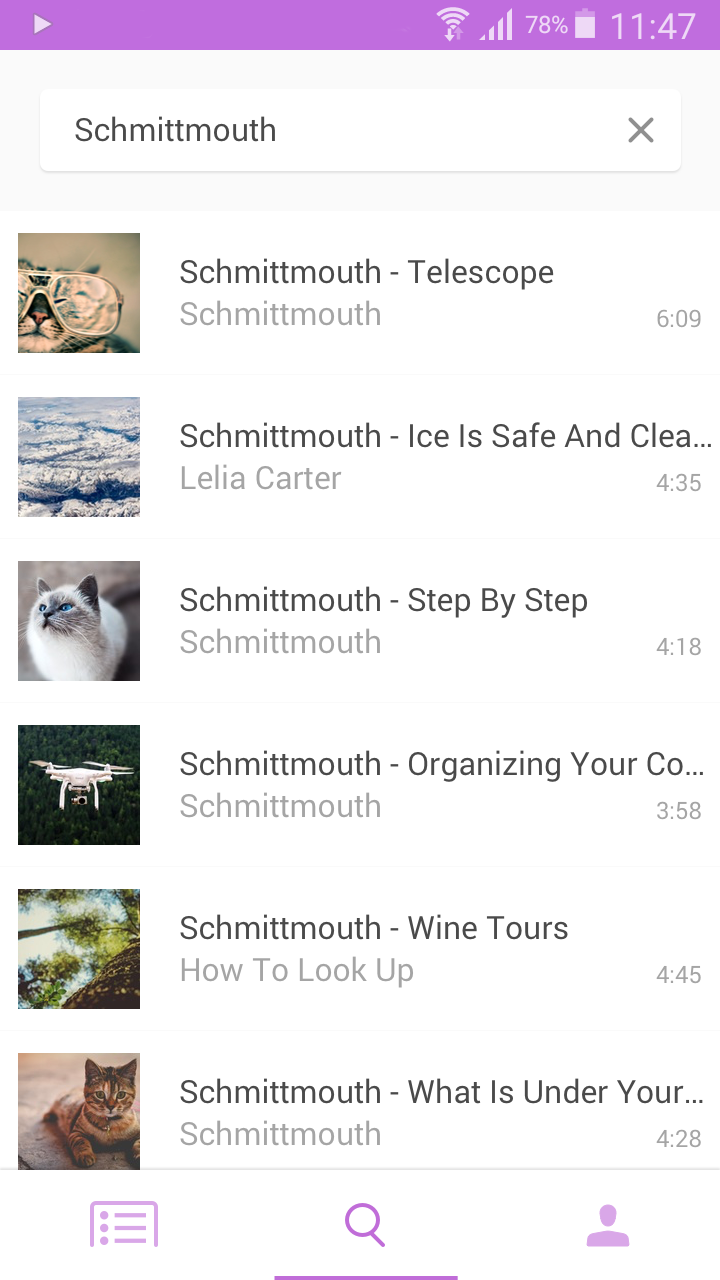 78% 11:47
Schmittmouth
Schmittmouth - Telescope
Schmittmouth
6:09
Schmittmouth - Ice Is Safe And Clea...
Lelia Carter
4:35
Schmittmouth - Step By Step
Schmittmouth
4:18
Schmittmouth - Organizing Your Co...
Schmittmouth
3:58
Schmittmouth - Wine Tours
How To Look Up
4:45
Schmittmouth - What Is Under Your...
Schmittmouth
4:28